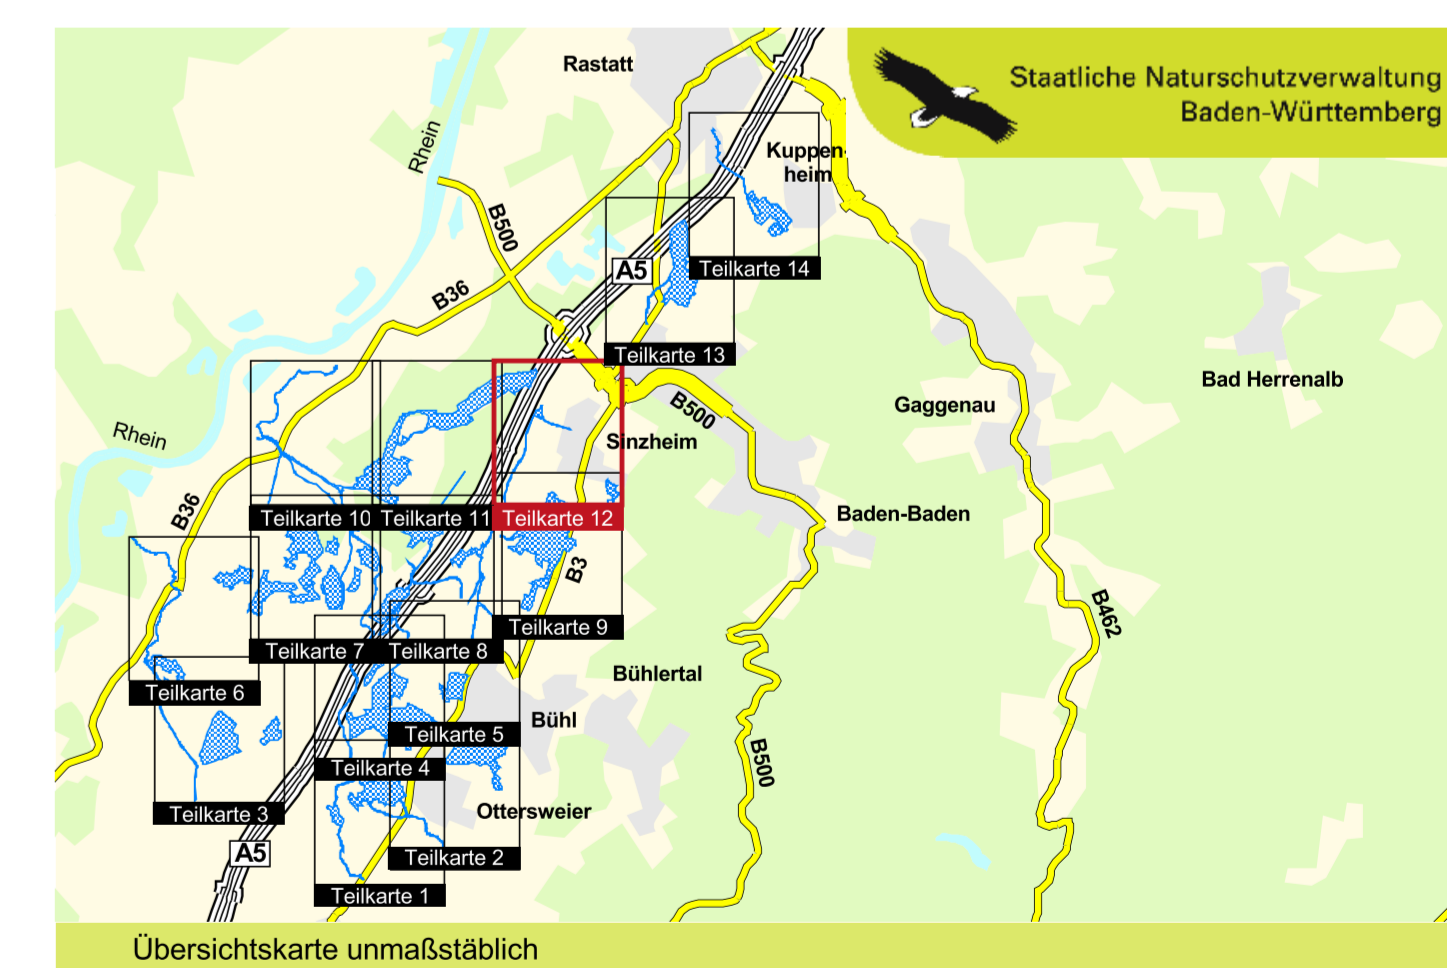 Staatliche Naturschutzverwaltung
Baden-Württemberg
Rastatt
Rhein
Kuppen-
heim
B500
A5
Teilkarte 14
B36
Teilkarte 13
Bad Herrenalb
B500
Gaggenau
Rhein
Sinzheim
B36
Teilkarte 10
Teilkarte 11
Teilkarte 12
Baden-Baden
B3
B462
Teilkarte 9
Teilkarte 7
Teilkarte 8
Bühlertal
Teilkarte 6
Bühl
Teilkarte 5
B500
Teilkarte 4
Teilkarte 3
Ottersweier
A5
Teilkarte 2
Teilkarte 1
Übersichtskarte unmaßstäblich